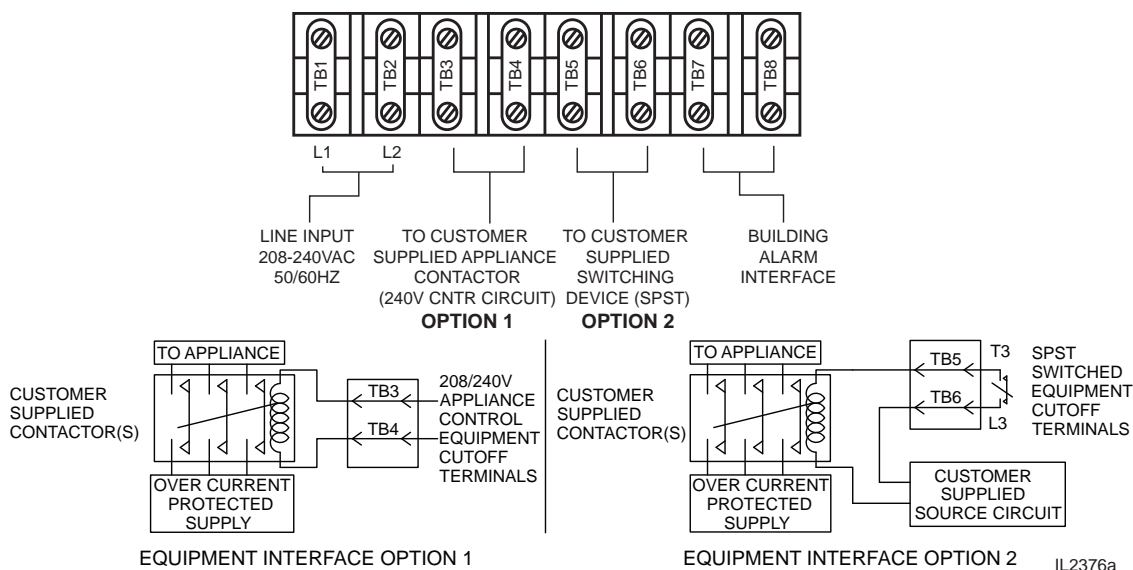 TB1
TB2
TB3
TB4
TB5
TB6
TB7
TB8
L1
L2
LINE INPUT
208-240VAC
50/60HZ
TO CUSTOMER
SUPPLIED APPLIANCE
CONTACTOR
(240V CNTR CIRCUIT)
OPTION 1
TO CUSTOMER
SUPPLIED
SWITCHING
DEVICE (SPST)
OPTION 2
BUILDING
ALARM
INTERFACE
TO APPLIANCE
CUSTOMER
SUPPLIED
CONTACTOR(S)
OVER CURRENT
PROTECTED
SUPPLY
TB3
TB4
208/240V
APPLIANCE
CONTROL
EQUIPMENT
CUTOFF
TERMINALS
EQUIPMENT INTERFACE OPTION 1
TO APPLIANCE
CUSTOMER
SUPPLIED
CONTACTOR(S)
OVER CURRENT
PROTECTED
SUPPLY
TB5
TB6
T3
L3
SPST
SWITCHED
EQUIPMENT
CUTOFF
TERMINALS
CUSTOMER
SUPPLIED
SOURCE CIRCUIT
EQUIPMENT INTERFACE OPTION 2
IL2376a